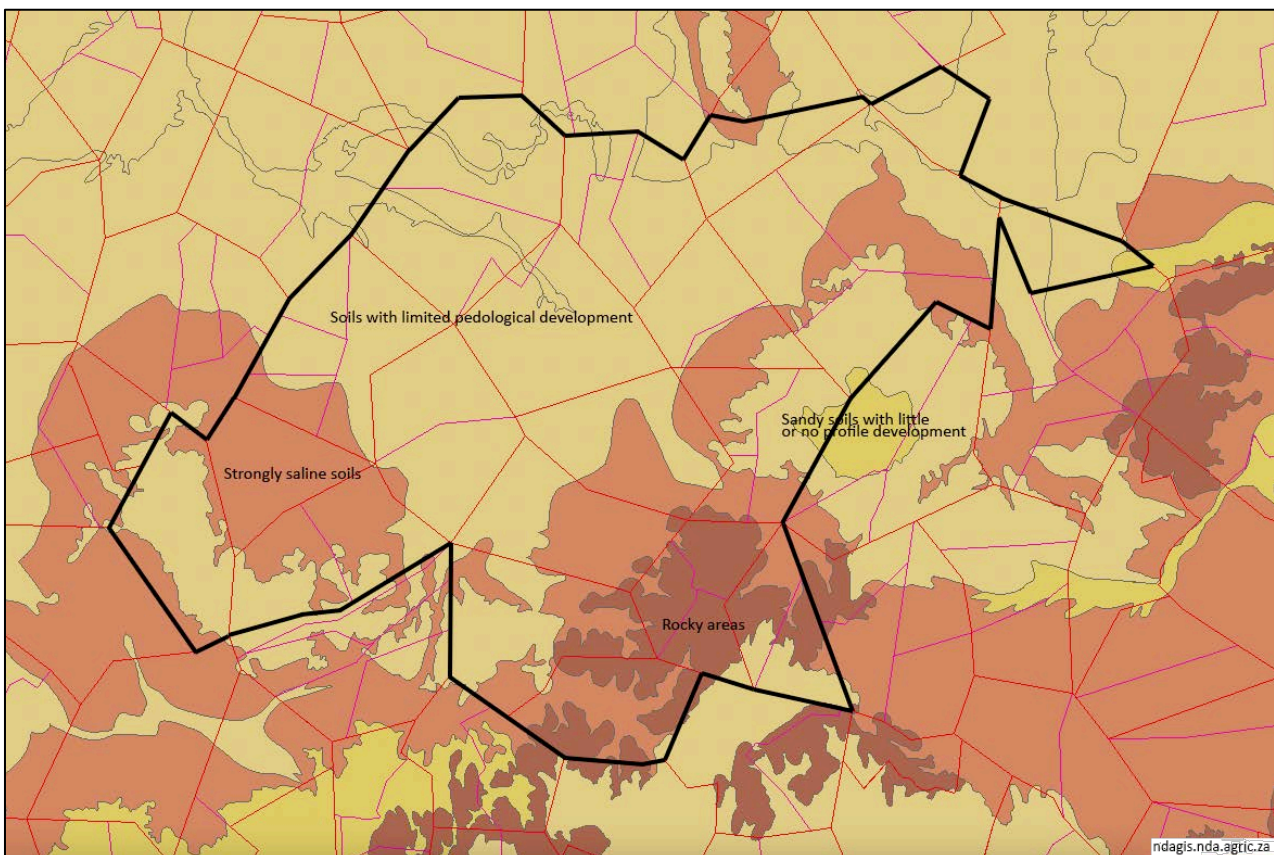 Soils with limited pedological development
Sandy soils with little
or no profile development
Strongly saline soils
Rocky areas
ndagis.nda.agric.za